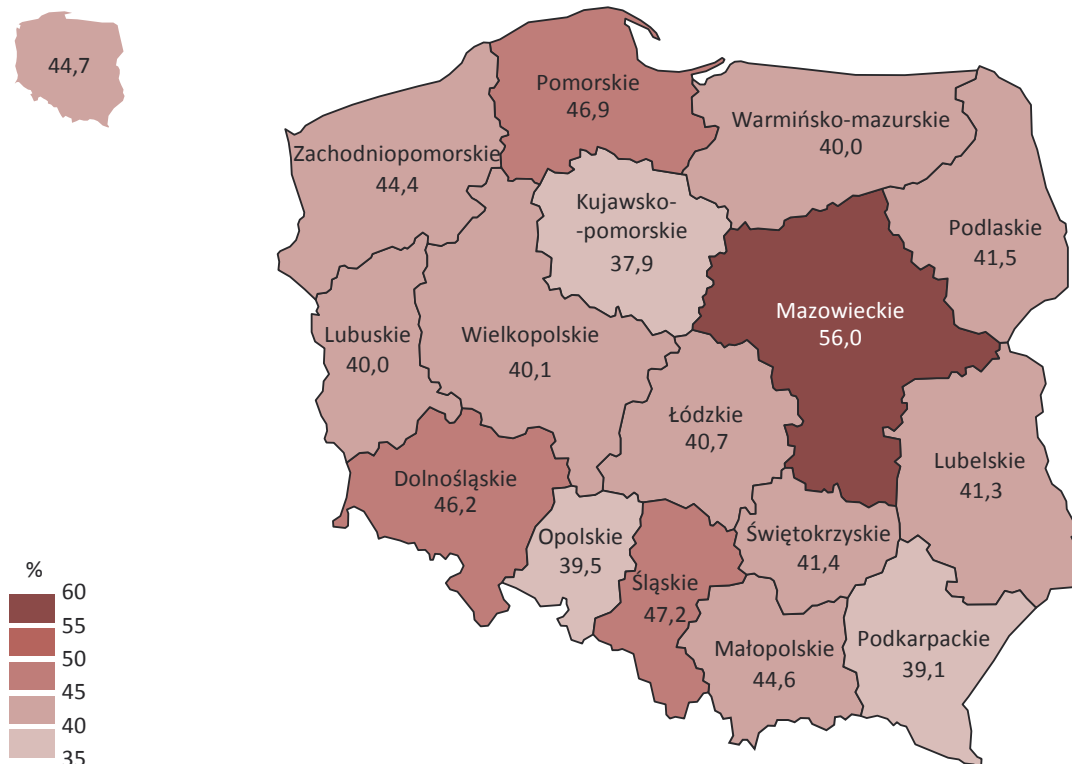 44,7
Pomorskie
46,9
Warmińsko-mazurskie
40,0
Zachodniopomorskie
44,4
Kujawsko-
-pomorskie
37,9
Podlaskie
41,5
Mazowieckie
56,0
Lubuskie
40,0
Wielkopolskie
40,1
Łódzkie
40,7
Lubelskie
41,3
Dolnośląskie
46,2
Opolskie
39,5
Śląskie
47,2
Świętokrzyskie
41,4
Małopolskie
44,6
Podkarpackie
39,1
%
60
55
50
45
40
35